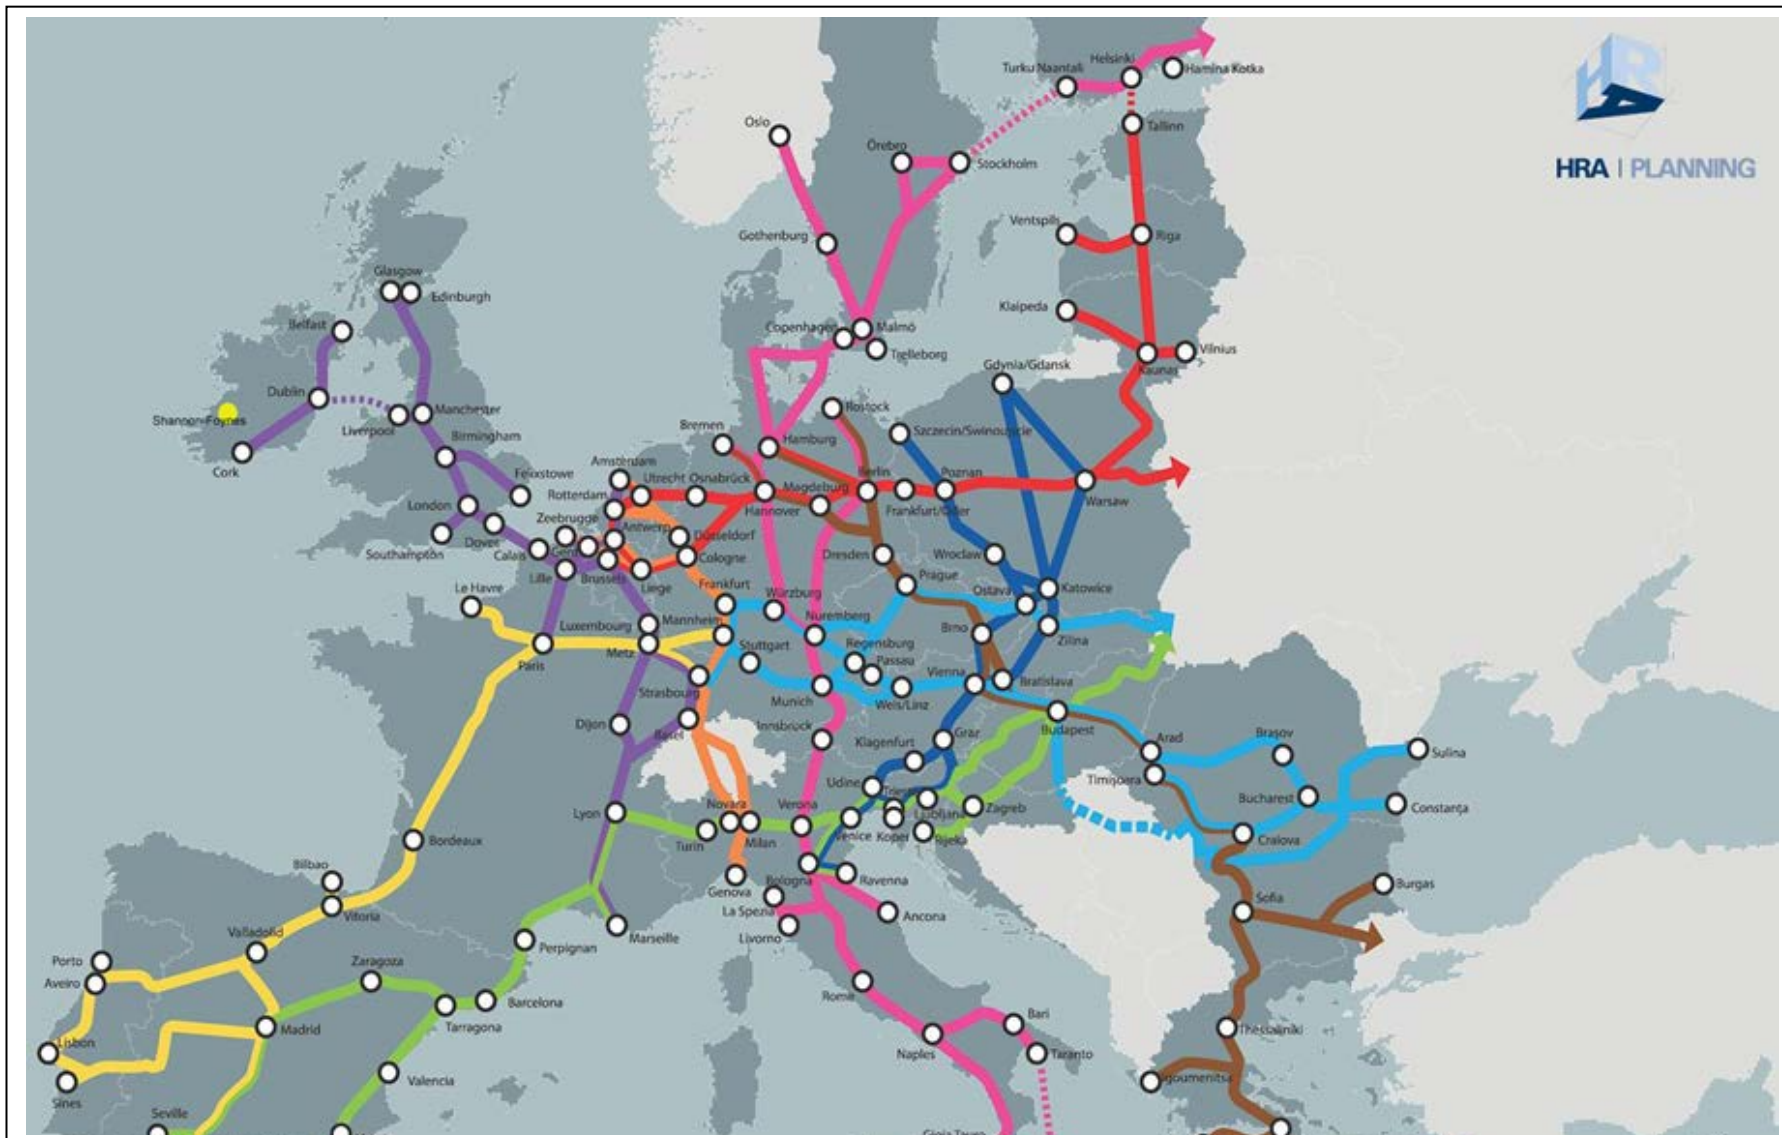 Helsinki
Turku Naantali
Hamina Kotka
HRA | PLANNING
Oslo
Tallinn
Örebro
Stockholm
Ventspils
Riga
Gothenburg
Glasgow
Edinburgh
Klaipeda
Belfast
Copenhagen
Malmö
Trelleborg
Vilnius
Gdynia/Gdansk
Kaunas
Dublin
Shannon-Foynes
Liverpool
Manchester
Rostock
Bremen
Hamburg
Szczecin/Swinoujscie
Birmingham
Cork
Amsterdam
Felixstowe
Utrecht
Osnabrück
Magdeburg
Berlin
Poznan
Rotterdam
London
Hannover
Frankfurt/Oder
Warsaw
Zeebrugge
Antwerp
Düsseldorf
Southampton
Dover
Calais
Gent
Cologne
Dresden
Wroclaw
Lille
Brussels
Liege
Frankfurt
Prague
Le Havre
Würzburg
Ostava
Katowice
Luxembourg
Mannheim
Nuremberg
Brno
Zilina
Paris
Metz
Stuttgart
Regensburg
Passau
Strasbourg
Vienna
Bratislava
Munich
Wels/Linz
Dijon
Basel
Innsbruck
Klagenfurt
Graz
Budapest
Arad
Braşov
Sulina
Udine
Timişoara
Novara
Verona
Trieste
Ljubljana
Zagreb
Bucharest
Constanţa
Lyon
Turin
Milan
Venice
Koper
Rijeka
Craiova
Bordeaux
Bilbao
Genova
Bologna
Ravenna
Burgas
Vitoria
La Spezia
Ancona
Sofia
Valladolid
Marseille
Livorno
Porto
Zaragoza
Perpignan
Aveiro
Rome
Barcelona
Madrid
Tarragona
Bari
Thessaliniki
Lisbon
Naples
Taranto
Sines
Valencia
Igoumenitsa
Seville
Gioia Tauro